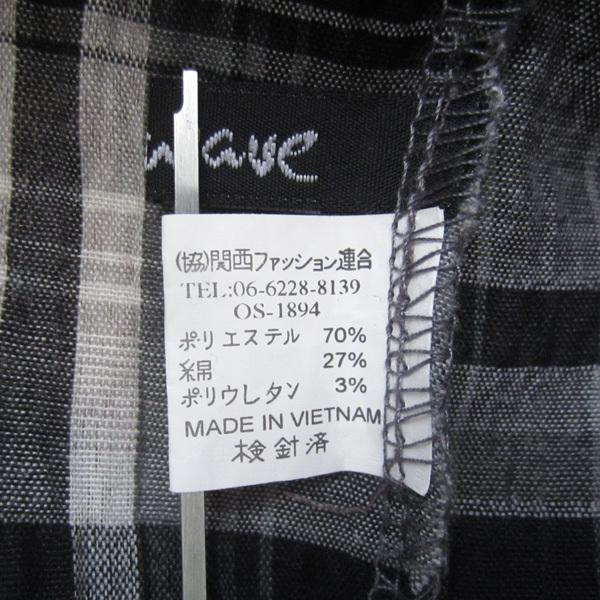 (協)関西ファッション連合
TEL:06-6228-8139
OS-1894
ポリエステル 70%
綿 27%
ポリウレタン 3%
MADE IN VIETNAM
検針済